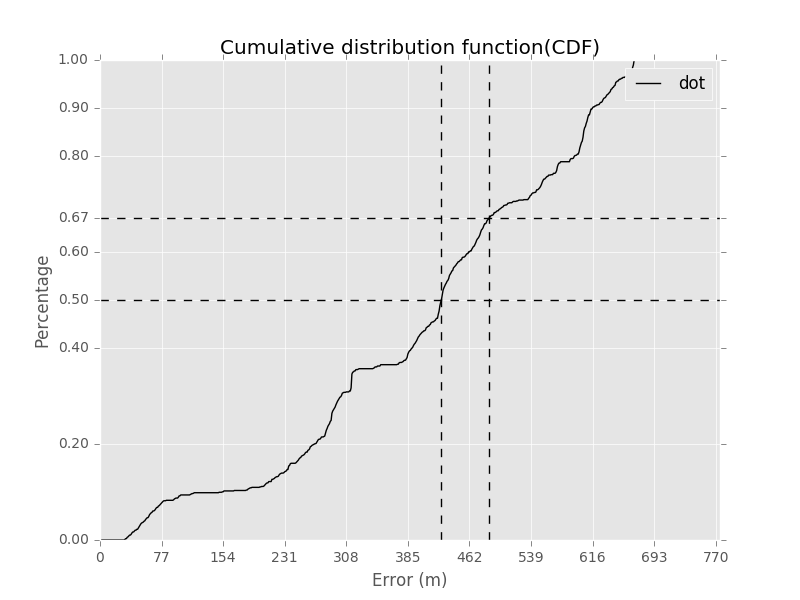 Cumulative distribution function(CDF)
1.00
dot
0.90
0.80
0.67
0.60
Percentage
0.50
0.40
0.20
0.00
0 77 154 231 308 385 462 539 616 693 770
Error (m)